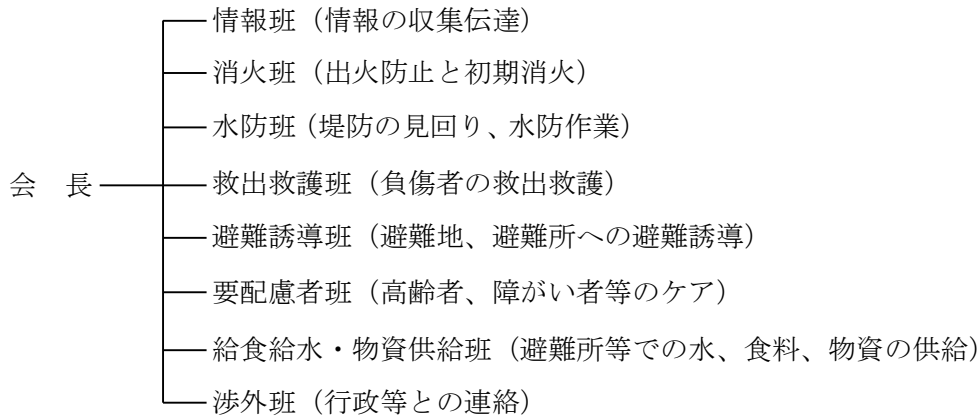 情報班（情報の収集伝達）
消火班（出火防止と初期消火）
水防班（堤防の見回り、水防作業）
会　長
救出救護班（負傷者の救出救護）
避難誘導班（避難地、避難所への避難誘導）
要配慮者班（高齢者、障がい者等のケア）
給食給水・物資供給班（避難所等での水、食料、物資の供給）
渉外班（行政等との連絡）